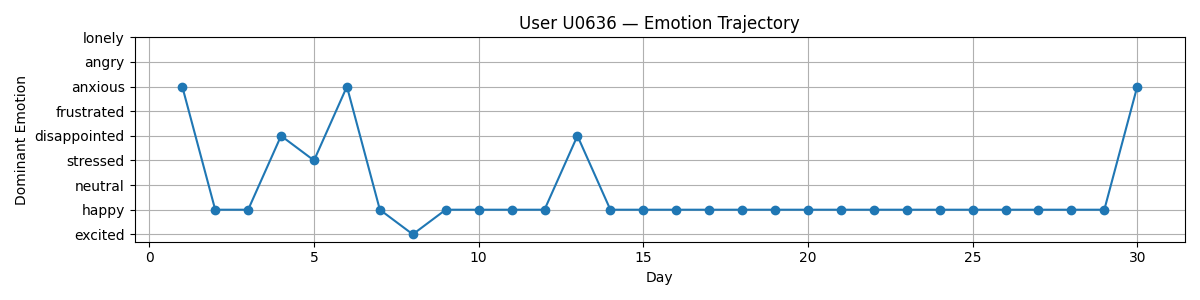 User U0636 — Emotion Trajectory
lonely
angry
anxious
frustrated
disappointed
stressed
neutral
happy
excited
Dominant Emotion
0 5 10 15 20 25 30
Day